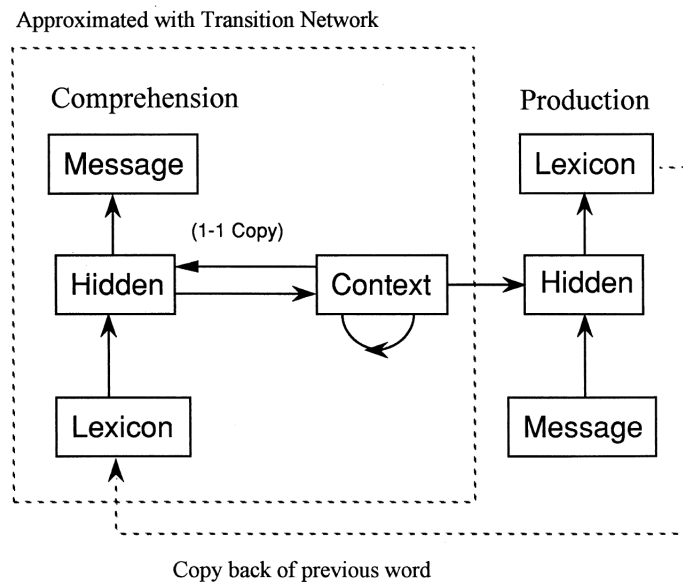 Approximated with Transition Network
Comprehension
Production
Message
Lexicon
(1-1 Copy)
Hidden
Context
Hidden
Lexicon
Message
Copy back of previous word